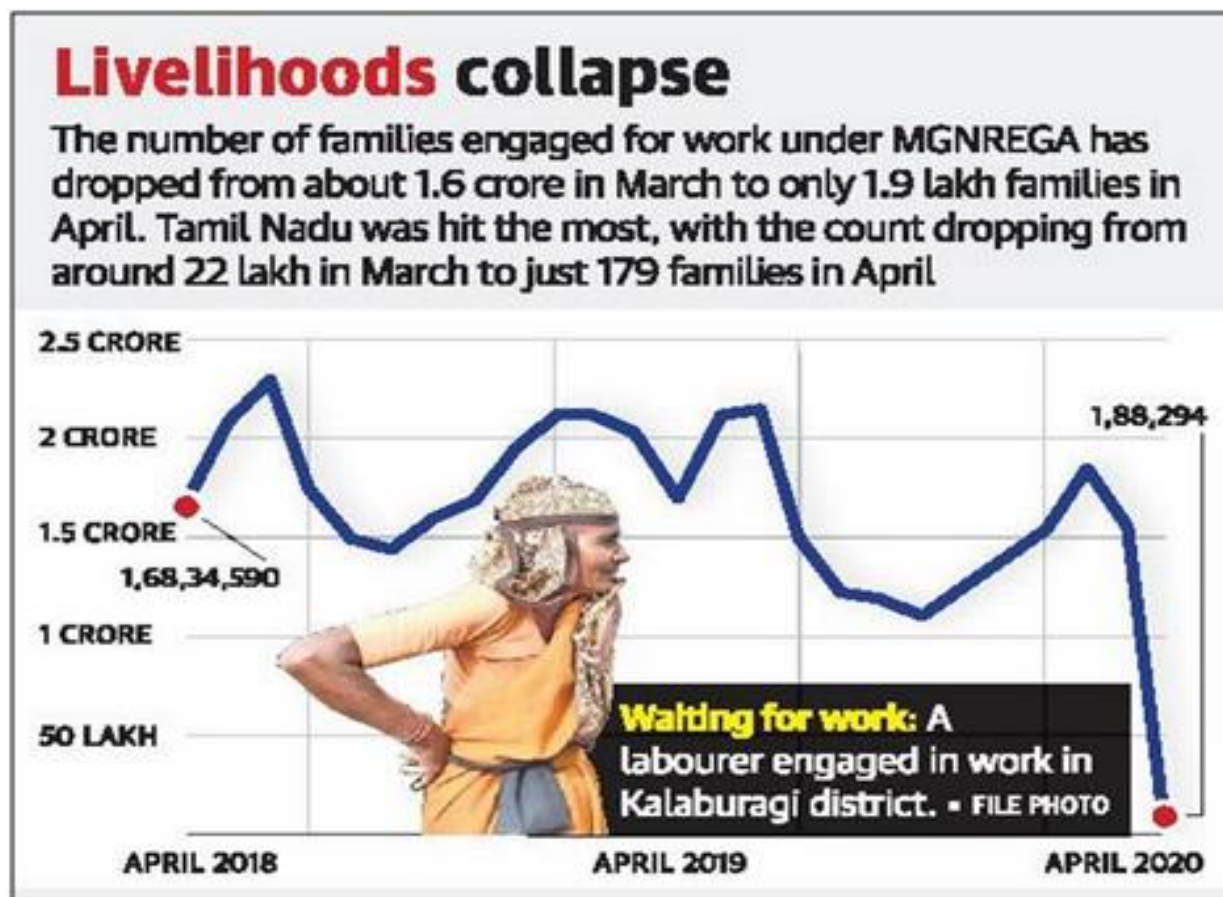 Livelihoods collapse
The number of families engaged for work under MGNREGA has
dropped from about 1.6 crore in March to only 1.9 lakh families in
April. Tamil Nadu was hit the most, with the count dropping from
around 22 lakh in March to just 179 families in April
2.5 CRORE
1,88,294
2 CRORE
1.5 CRORE
1,68,34,590
1 CRORE
50 LAKH
Waiting for work: A
labourer engaged in work in
Kalaburagi district. ▪ FILE PHOTO
APRIL 2018
APRIL 2019
APRIL 2020